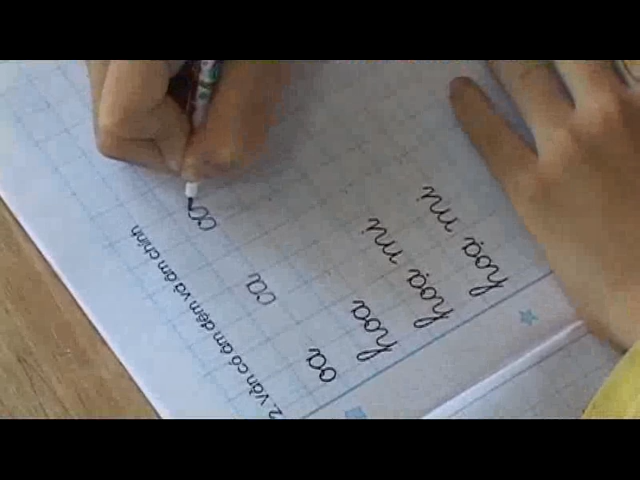 2. Vần có âm đệm và âm chính
oa oa oa
hoa
hoạ mi
hoạ mi